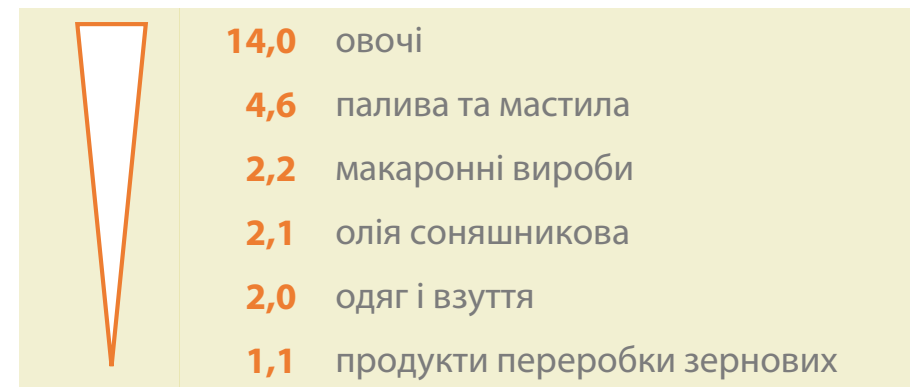 14,0 овочі
4,6 палива та мастила
2,2 макаронні вироби
2,1 олія соняшникова
2,0 одяг і взуття
1,1 продукти переробки зернових